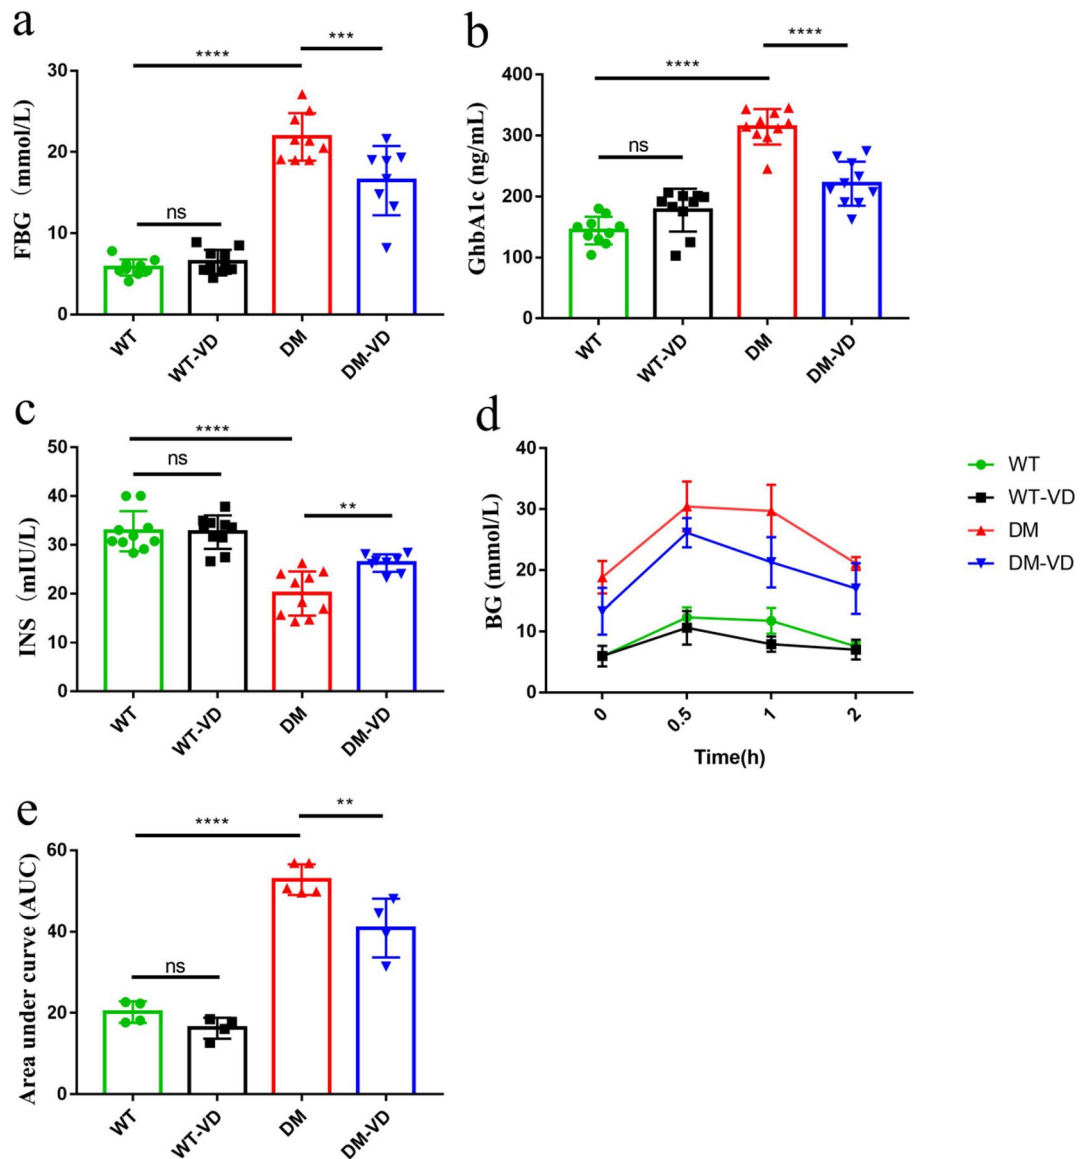 a
FBG (mmol/L)
30
20
10
0
****
***
ns
WT
WT-VD
DM
DM-VD
b
GhbA1c (ng/mL)
400
300
200
100
0
****
****
ns
WT
WT-VD
DM
DM-VD
c
INS (mIU/L)
50
40
30
20
10
0
****
ns
**
WT
WT-VD
DM
DM-VD
d
BG (mmol/L)
40
30
20
10
0
0
0.5
1
2
Time(h)
WT
WT-VD
DM
DM-VD
e
Area under curve (AUC)
60
40
20
0
****
**
ns
WT
WT-VD
DM
DM-VD